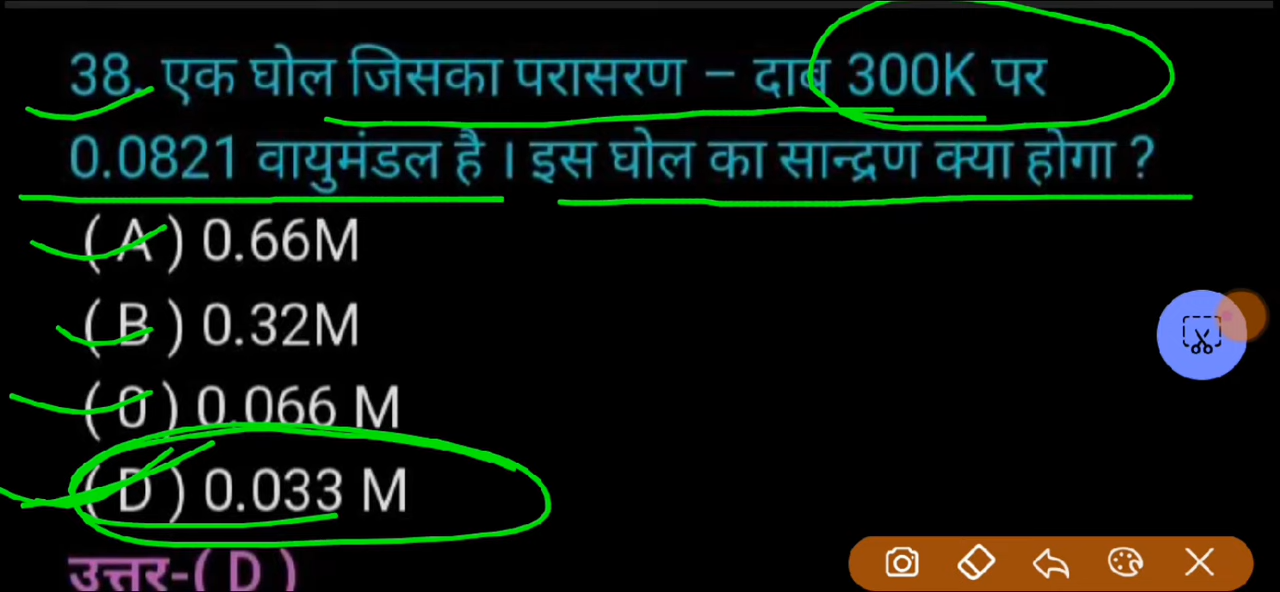 38. एक घोल जिसका परासरण – दाब 300K पर
0.0821 वायुमंडल है । इस घोल का सान्द्रण क्या होगा ?
( A ) 0.66M
( B ) 0.32M
( 0 ) 0.066 M
( D ) 0.033 M
उत्तर-( D )